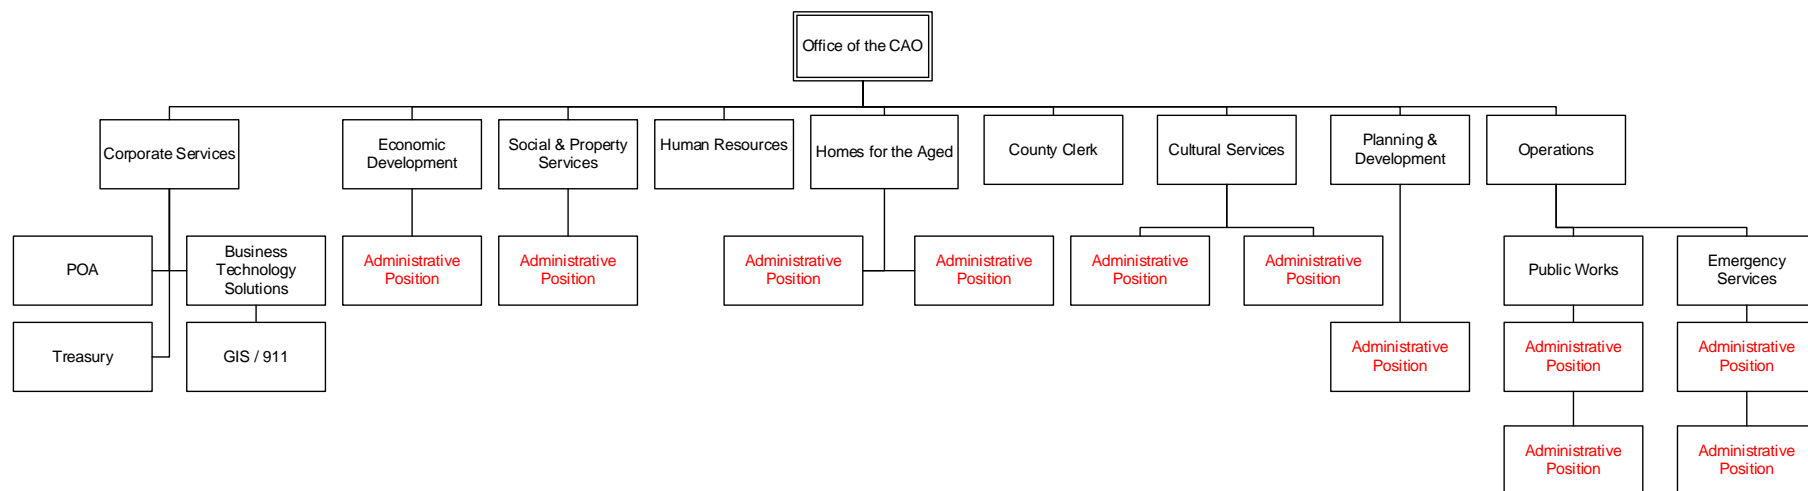 Office of the CAO
Corporate Services
Economic
Development
Social & Property
Services
Human Resources
Homes for the Aged
County Clerk
Cultural Services
Planning &
Development
Operations
POA
Business
Technology
Solutions
Administrative
Position
Administrative
Position
Administrative
Position
Administrative
Position
Administrative
Position
Administrative
Position
Public Works
Emergency
Services
Treasury
GIS / 911
Administrative
Position
Administrative
Position
Administrative
Position
Administrative
Position
Administrative
Position